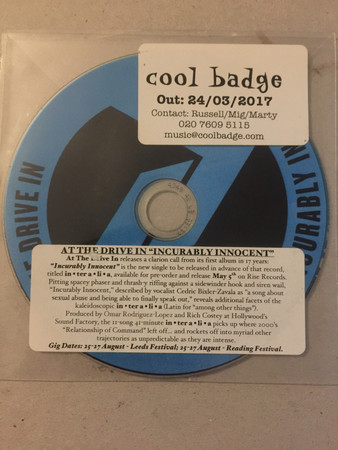 cool badge
Out: 24/03/2017
Contact: Russell/Mig/Marty
020 7609 5115
music@coolbadge.com
DRIVE IN
INCURABLY INN
AT THE DRIVE IN "INCURABLY INNOCENT"
At The Drive In releases a clarion call from its first album in 17 years:
"Incurably Innocent" is the new single to be released in advance of that record,
titled in•ter a•li•a, available for pre-order and release May 5th on Rise Records.
Pitting spacey phaser and thrash-y riffing against a sidewinder hook and siren wail,
"Incurably Innocent," described by vocalist Cedric Bixler-Zavala as "a song about
sexual abuse and being able to finally speak out," reveals additional facets of the
kaleidoscopic in•ter a•li•a (Latin for "among other things").
Produced by Omar Rodriguez Lopez and Rich Costey at Hollywood's
Sound Factory, the 11-song 41-minute in•ter a•li•a picks up where 2000's
"Relationship of Command" left off... and rockets off into myriad other
trajectories as unpredictable as they are intense.
Gig Dates: 25-27 August - Leeds Festival; 25-27 August - Reading Festival.